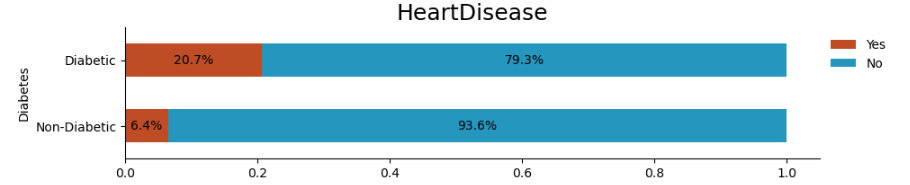 HeartDisease
Diabetes
Diabetic
20.7%
79.3%
Non-Diabetic
6.4%
93.6%
0.0
0.2
0.4
0.6
0.8
1.0
Yes
No